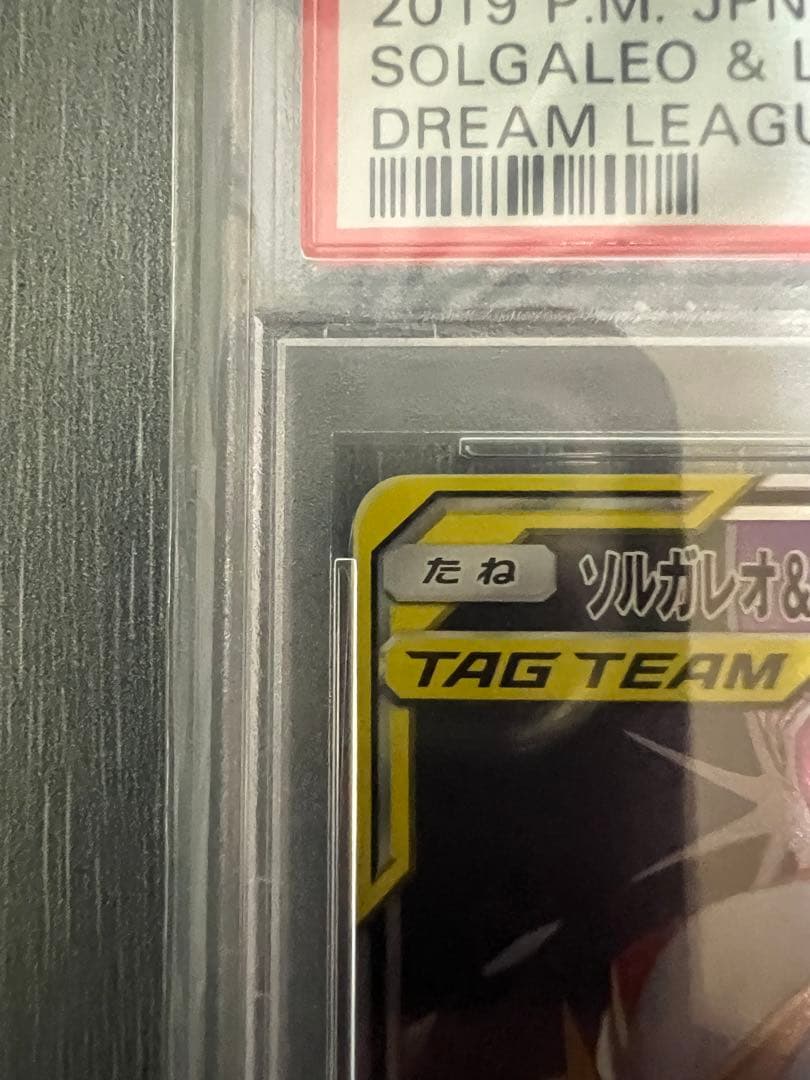 2019 P.M. JPN
SOLGALEO & L
DREAM LEAGU
たね
ソルガレオ&
TAG TEAM